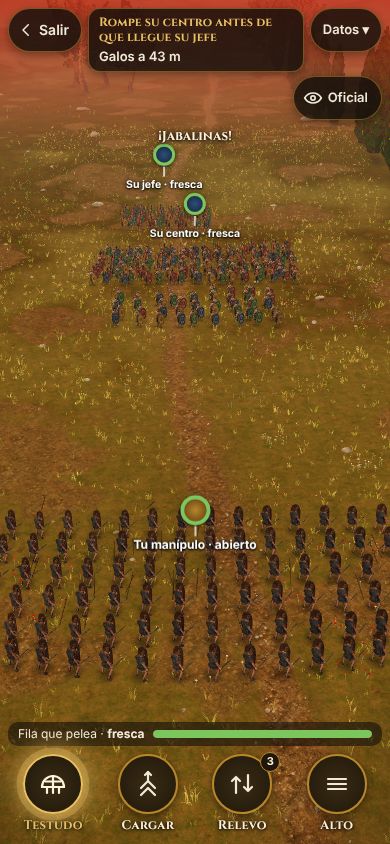 Salir
Rompe su centro antes de
que llegue su jefe
Galos a 43 m
Datos ▾
Oficial
¡Jabalinas!
Su jefe · fresca
Su centro · fresca
Tu manípulo · abierto
Fila que pelea · fresca
3
Testudo
Cargar
Relevo
Alto